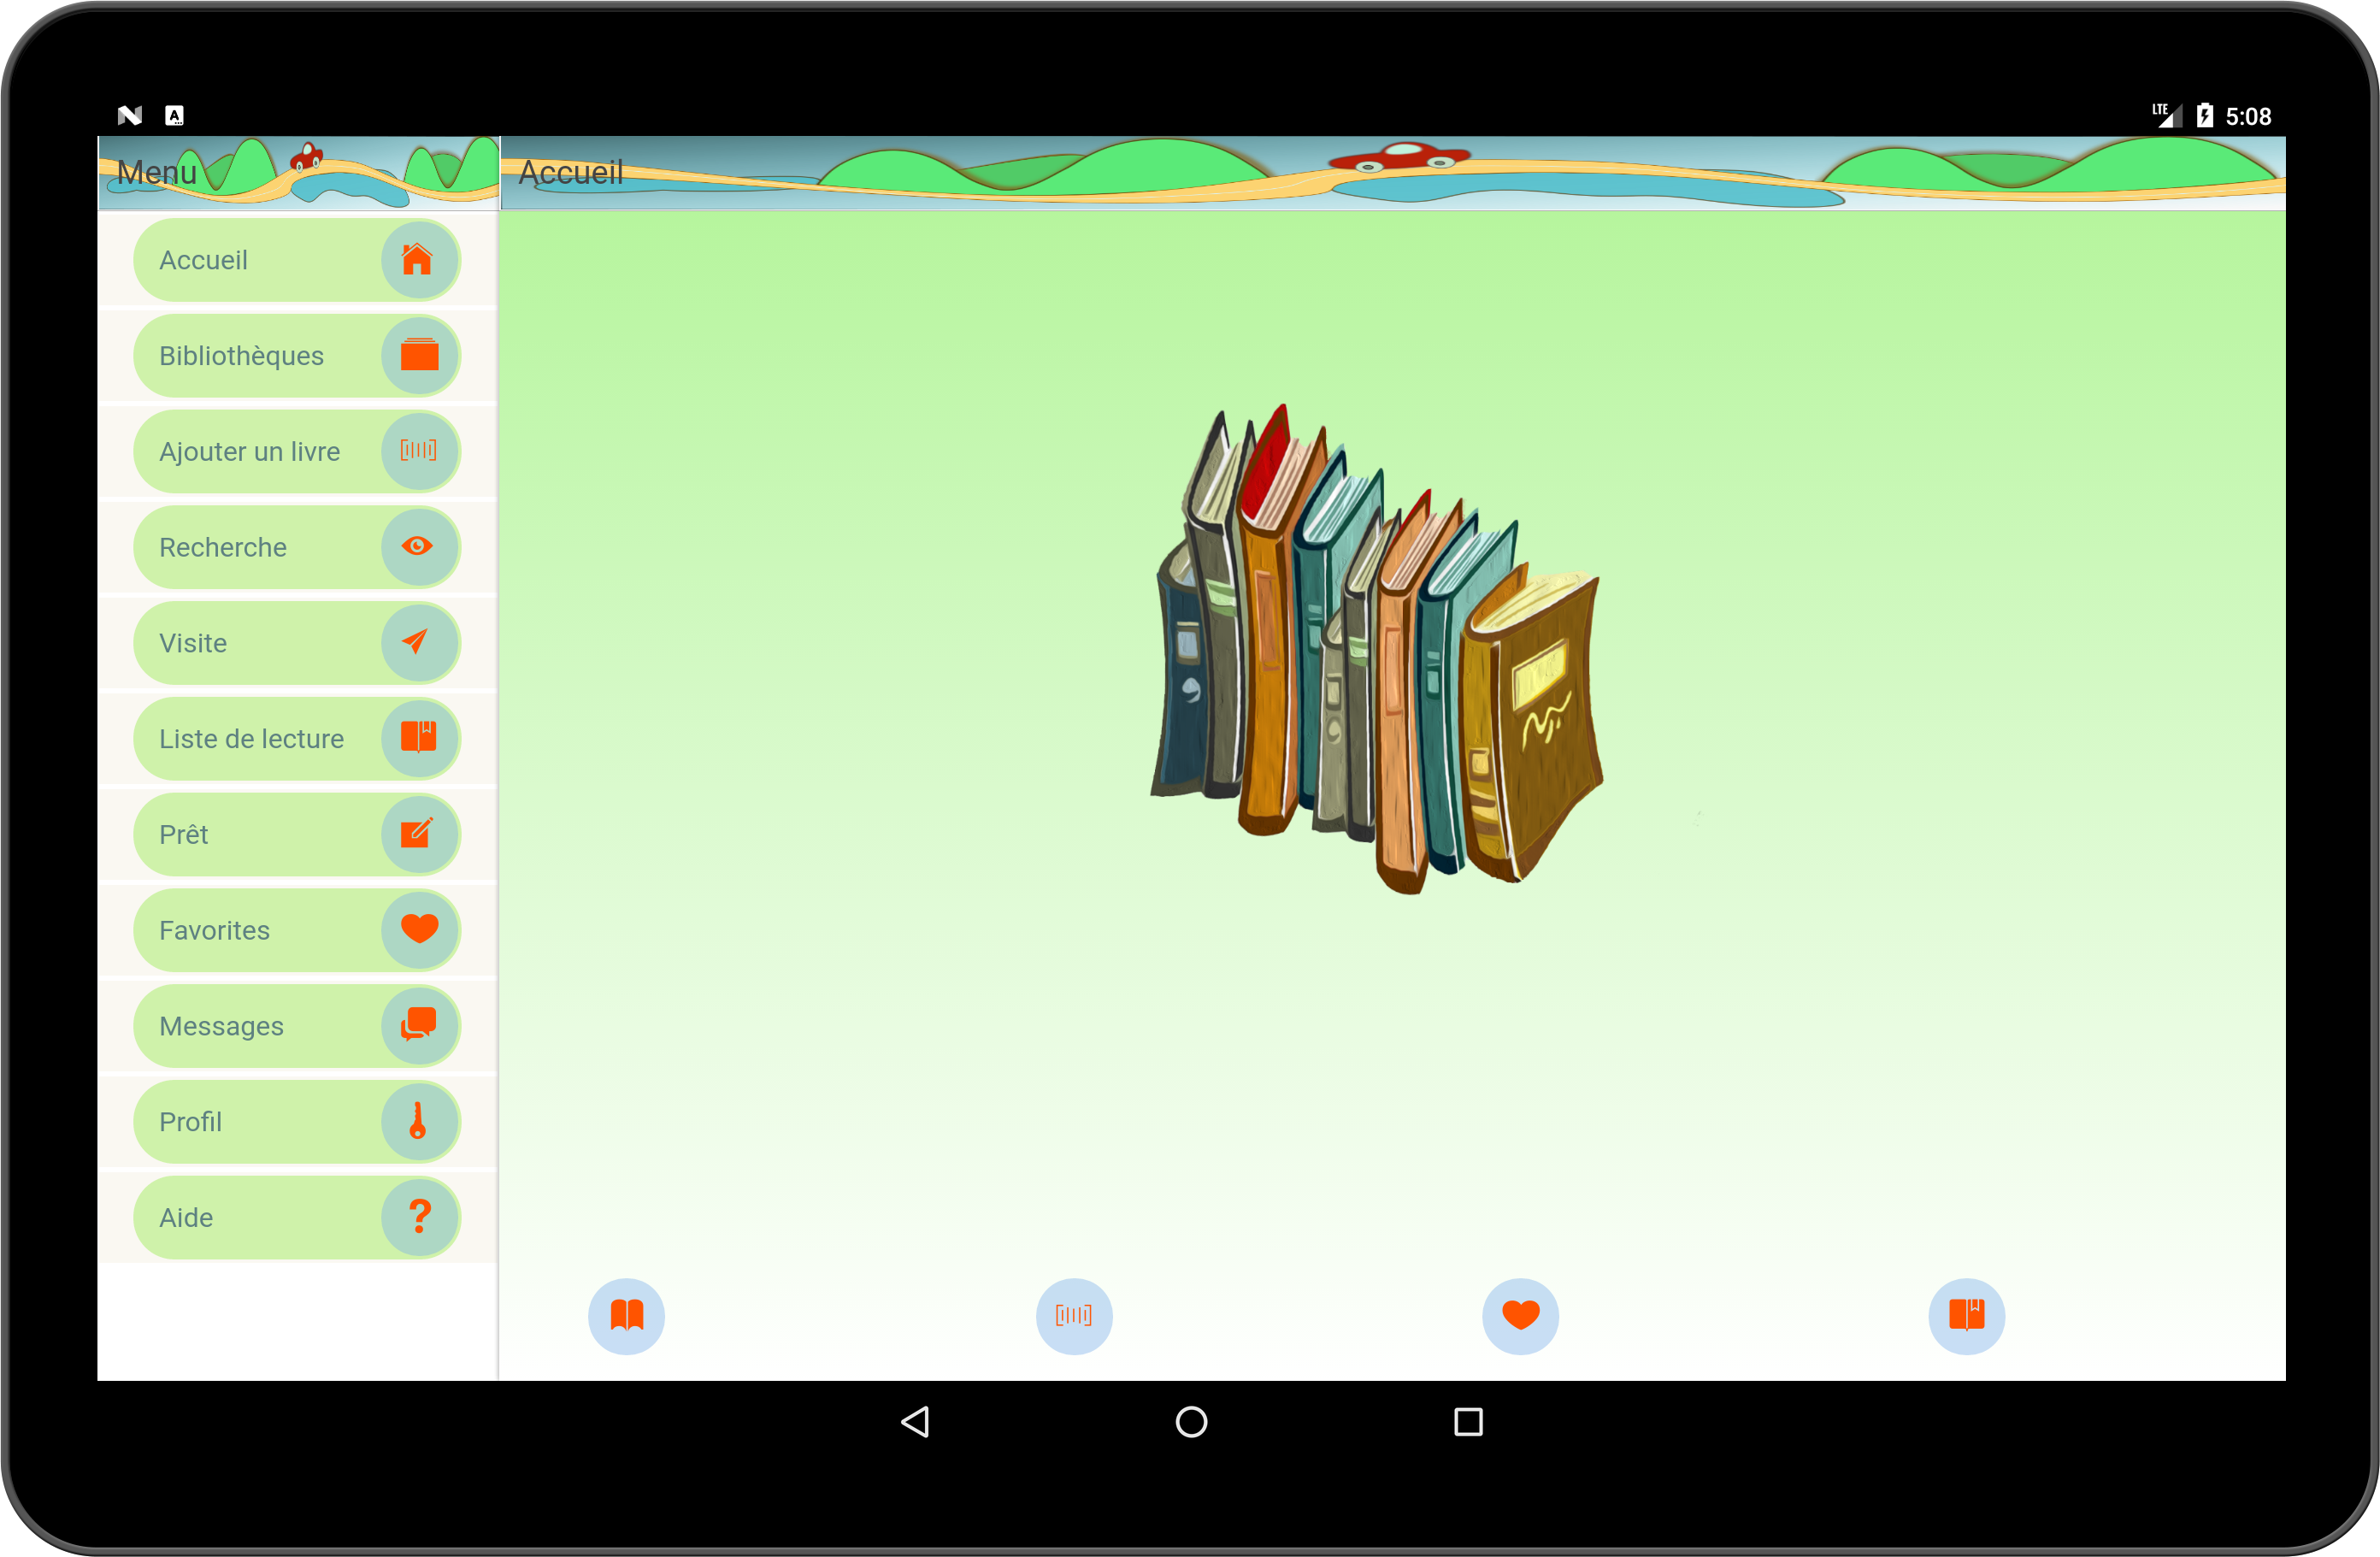 LTE 5:08
Menu
Accueil
Accueil
Bibliothèques
Ajouter un livre
Recherche
Visite
Liste de lecture
Prêt
Favorites
Messages
Profil
Aide